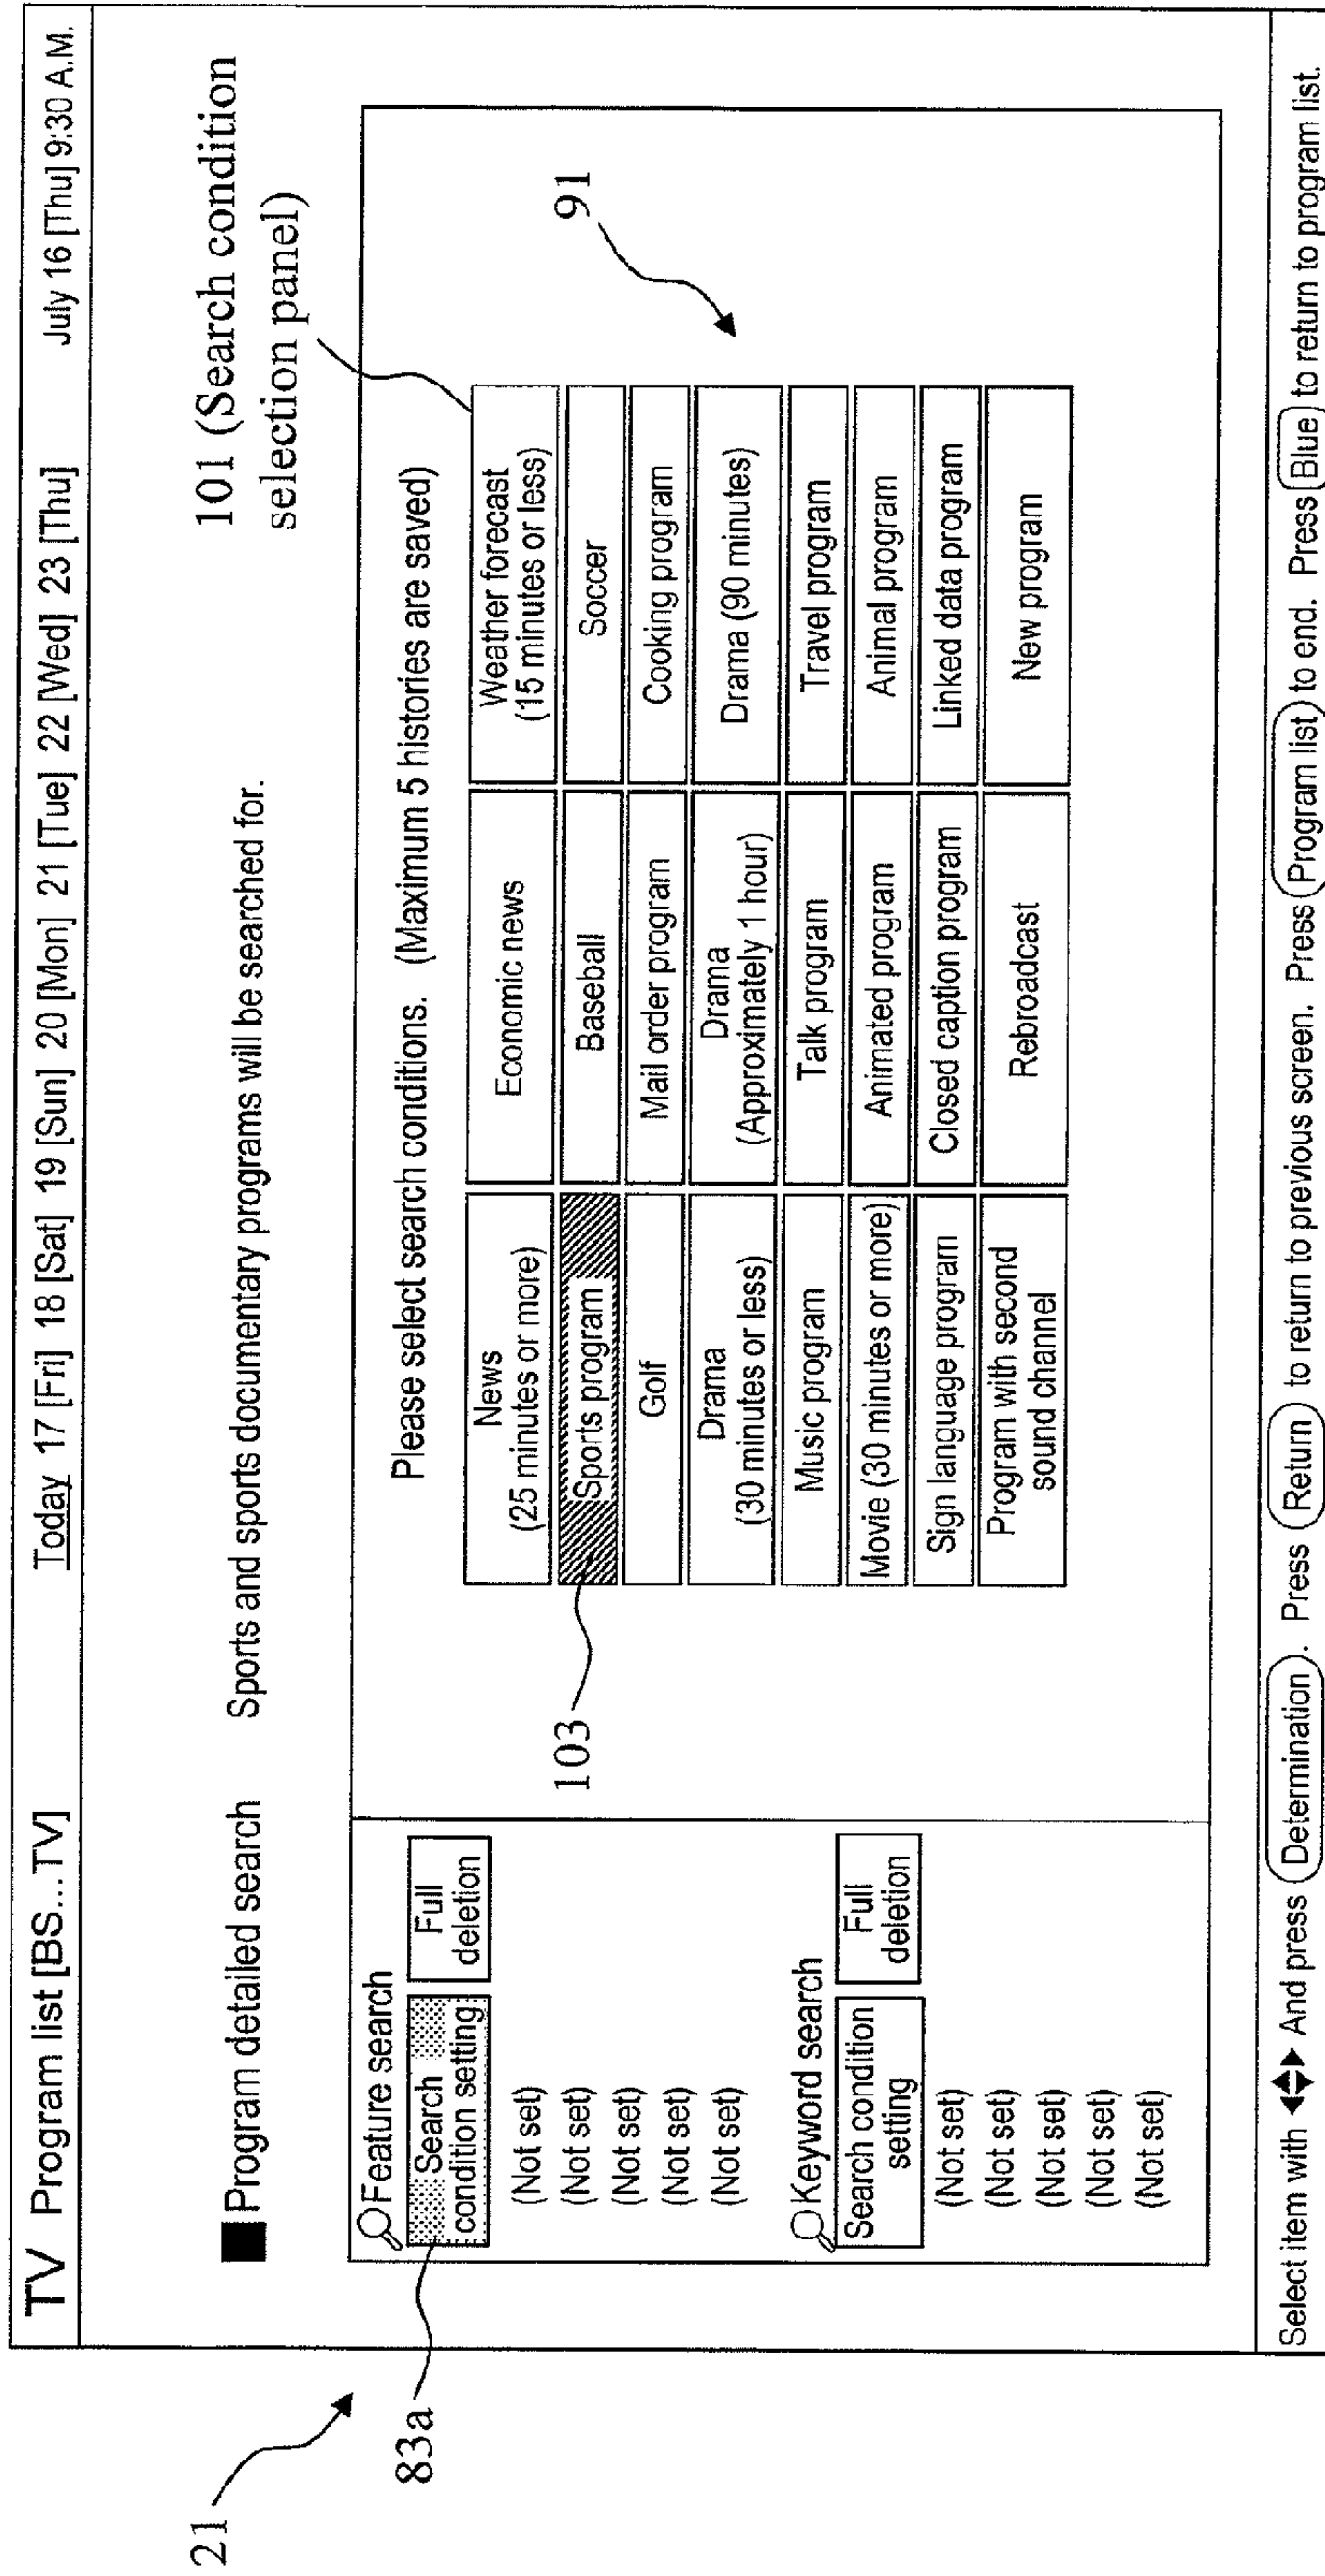 TV Program list [BS...TV] Today 17 [Fri] 18 [Sat] 19 [Sun] 20 [Mon] 21 [Tue] 22 [Wed] 23 [Thu] July 16 [Thu] 9:30 A.M.
21
Program detailed search Sports and sports documentary programs will be searched for.
101 (Search condition
selection panel)
83a
Feature search
Search
condition setting
Full
deletion
(Not set)
(Not set)
(Not set)
(Not set)
(Not set)
Keyword search
Search condition
setting
Full
deletion
(Not set)
(Not set)
(Not set)
(Not set)
(Not set)
Please select search conditions. (Maximum 5 histories are saved)
103
91
News
(25 minutes or more)
Economic news
Weather forecast
(15 minutes or less)
Sports program
Baseball
Soccer
Golf
Mail order program
Cooking program
Drama
(30 minutes or less)
Drama
(Approximately 1 hour)
Drama (90 minutes)
Music program
Talk program
Travel program
Movie (30 minutes or more)
Animated program
Animal program
Sign language program
Closed caption program
Linked data program
Program with second
sound channel
Rebroadcast
New program
Select item with And press Determination. Press Return to return to previous screen. Press Program list to end. Press Blue to return to program list.